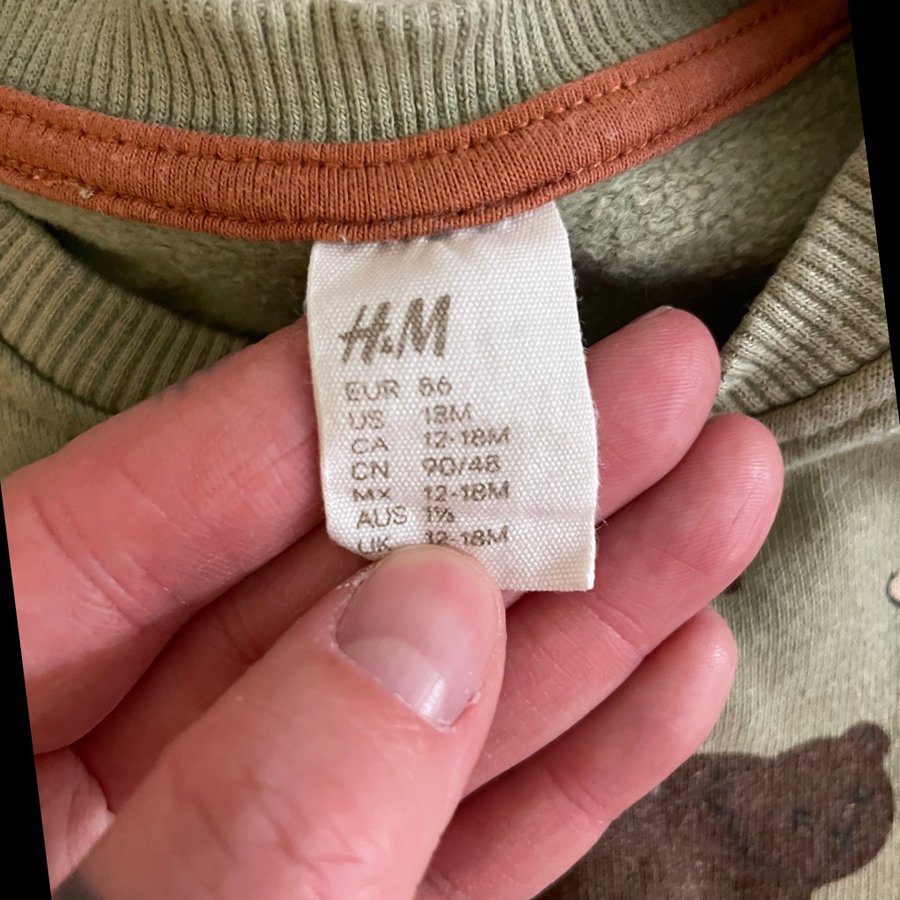 H&M
EUR 86
US 18M
CA 12-18M
CN 90/48
MX 12-18M
AUS 1½
UK 12-18M